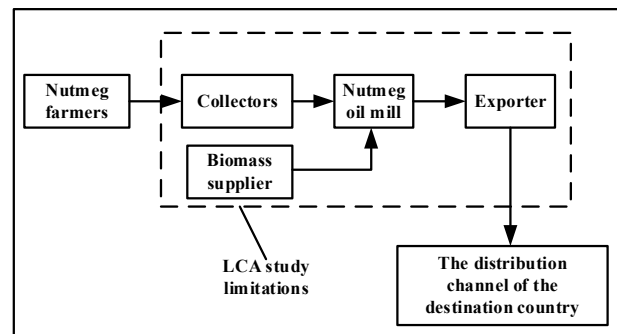 Nutmeg
farmers
Collectors
Nutmeg
oil mill
Exporter
Biomass
supplier
LCA study
limitations
The distribution
channel of the
destination country